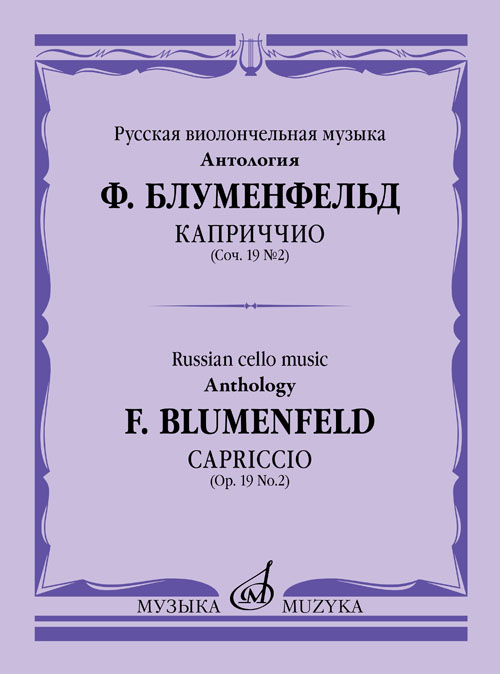 Русская виолончельная музыка
Антология
Ф. БЛУМЕНФЕЛЬД
КАПРИЧЧИО
(Соч. 19 №2)
Russian cello music
Anthology
F. BLUMENFELD
CAPRICCIO
(Op. 19 No.2)
МУЗЫКА М MUZYKA